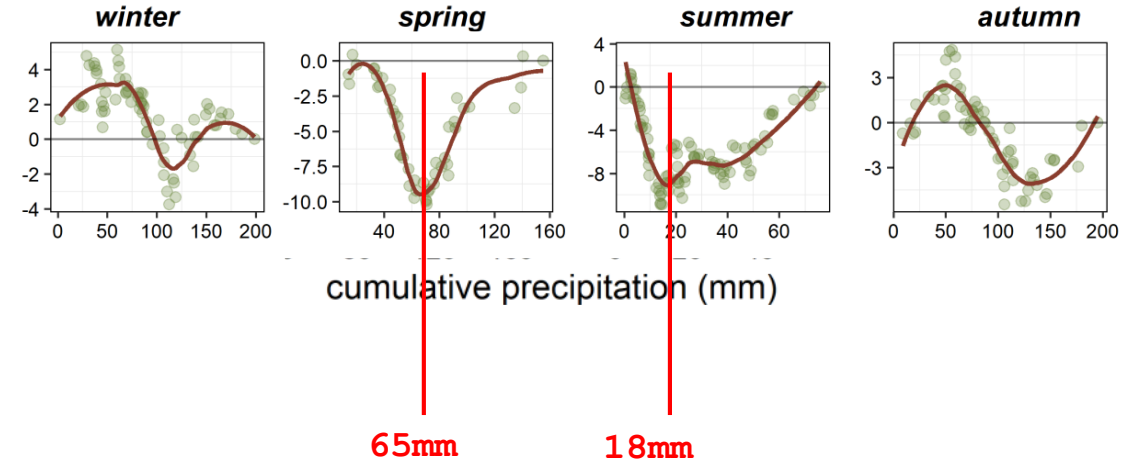 winter spring summer autumn
4 2 0 -2 -4
0 50 100 150 200
0.0 -2.5 -5.0 -7.5 -10.0
40 80 120 160
4 0 -4 -8
0 20 40 60
3 0 -3
0 50 100 150 200
cumulative precipitation (mm)
65mm 18mm